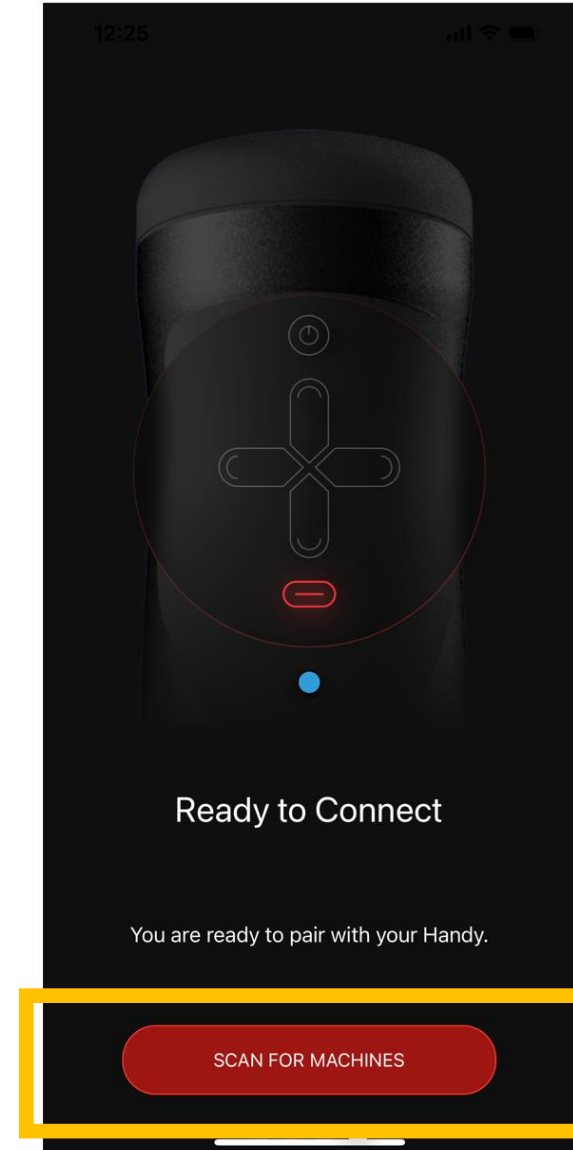 12:25
Ready to Connect
You are ready to pair with your Handy.
SCAN FOR MACHINES